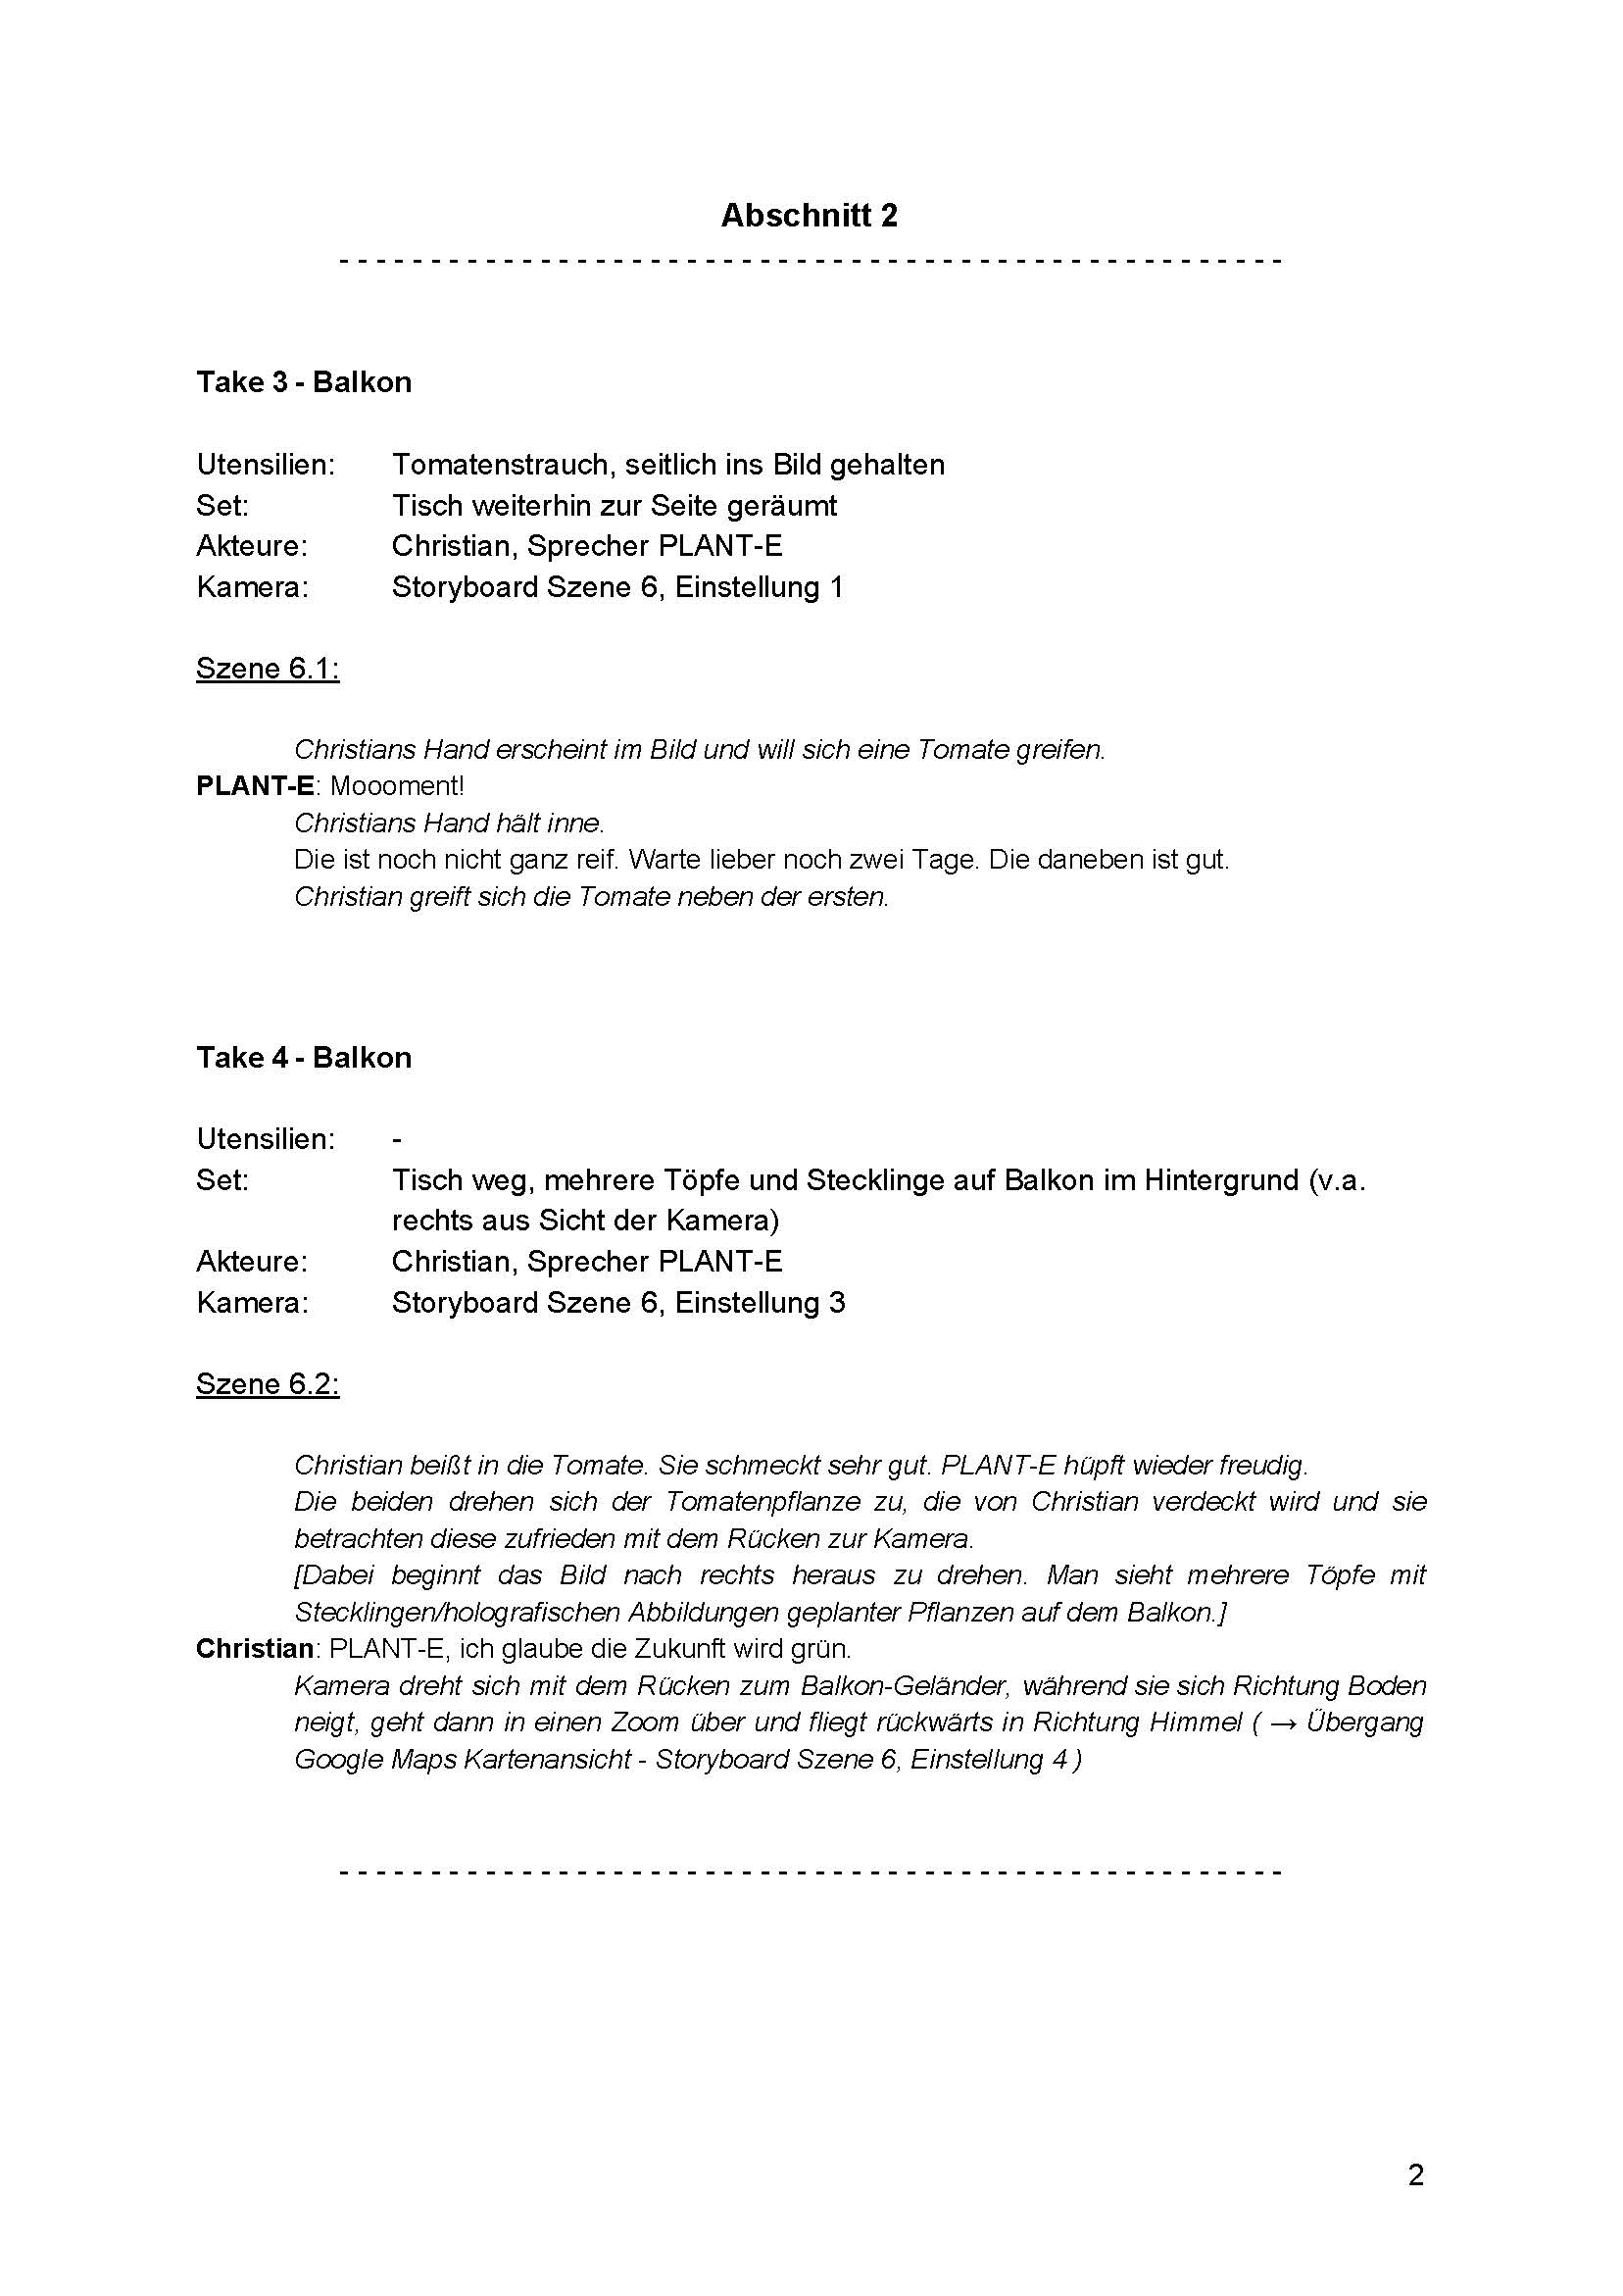 Abschnitt 2
- - - - - - - - - - - - - - - - - - - - - - - - - - - - - - - - - - - - - - - - - - - - - - - - - - - -
Take 3 - Balkon
Utensilien: Tomatenstrauch, seitlich ins Bild gehalten
Set: Tisch weiterhin zur Seite geräumt
Akteure: Christian, Sprecher PLANT-E
Kamera: Storyboard Szene 6, Einstellung 1
Szene 6.1:
Christians Hand erscheint im Bild und will sich eine Tomate greifen.
PLANT-E: Moooment!
Christians Hand hält inne.
Die ist noch nicht ganz reif. Warte lieber noch zwei Tage. Die daneben ist gut.
Christian greift sich die Tomate neben der ersten.
Take 4 - Balkon
Utensilien: -
Set: Tisch weg, mehrere Töpfe und Stecklinge auf Balkon im Hintergrund (v.a.
rechts aus Sicht der Kamera)
Akteure: Christian, Sprecher PLANT-E
Kamera: Storyboard Szene 6, Einstellung 3
Szene 6.2:
Christian beißt in die Tomate. Sie schmeckt sehr gut. PLANT-E hüpft wieder freudig.
Die beiden drehen sich der Tomatenpflanze zu, die von Christian verdeckt wird und sie
betrachten diese zufrieden mit dem Rücken zur Kamera.
[Dabei beginnt das Bild nach rechts heraus zu drehen. Man sieht mehrere Töpfe mit
Stecklingen/holografischen Abbildungen geplanter Pflanzen auf dem Balkon.]
Christian: PLANT-E, ich glaube die Zukunft wird grün.
Kamera dreht sich mit dem Rücken zum Balkon-Geländer, während sie sich Richtung Boden
neigt, geht dann in einen Zoom über und fliegt rückwärts in Richtung Himmel ( → Übergang
Google Maps Kartenansicht - Storyboard Szene 6, Einstellung 4 )
- - - - - - - - - - - - - - - - - - - - - - - - - - - - - - - - - - - - - - - - - - - - - - - - - - - -
2